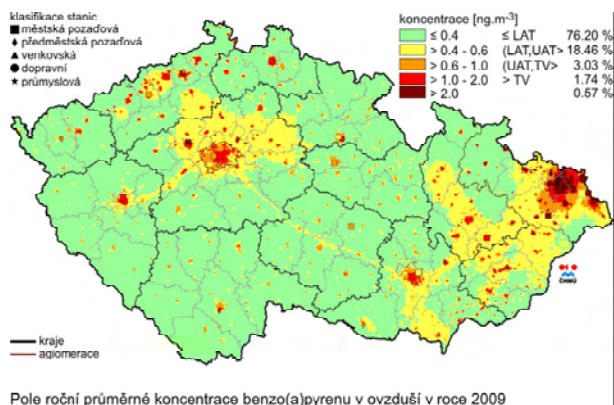 klasifikace stanic
městská pozaďová
předměstská pozaďová
venkovská
dopravní
průmyslová
koncentrace [ng.m-3]
≤ 0.4 ≤ LAT 76.20 %
> 0.4 - 0.6 (LAT,UAT> 18.46 %
> 0.6 - 1.0 (UAT,TV> 3.03 %
> 1.0 - 2.0 > TV 1.74 %
> 2.0 0.57 %
ČHMÚ
kraje
aglomerace
Pole roční průměrné koncentrace benzo(a)pyrenu v ovzduší v roce 2009